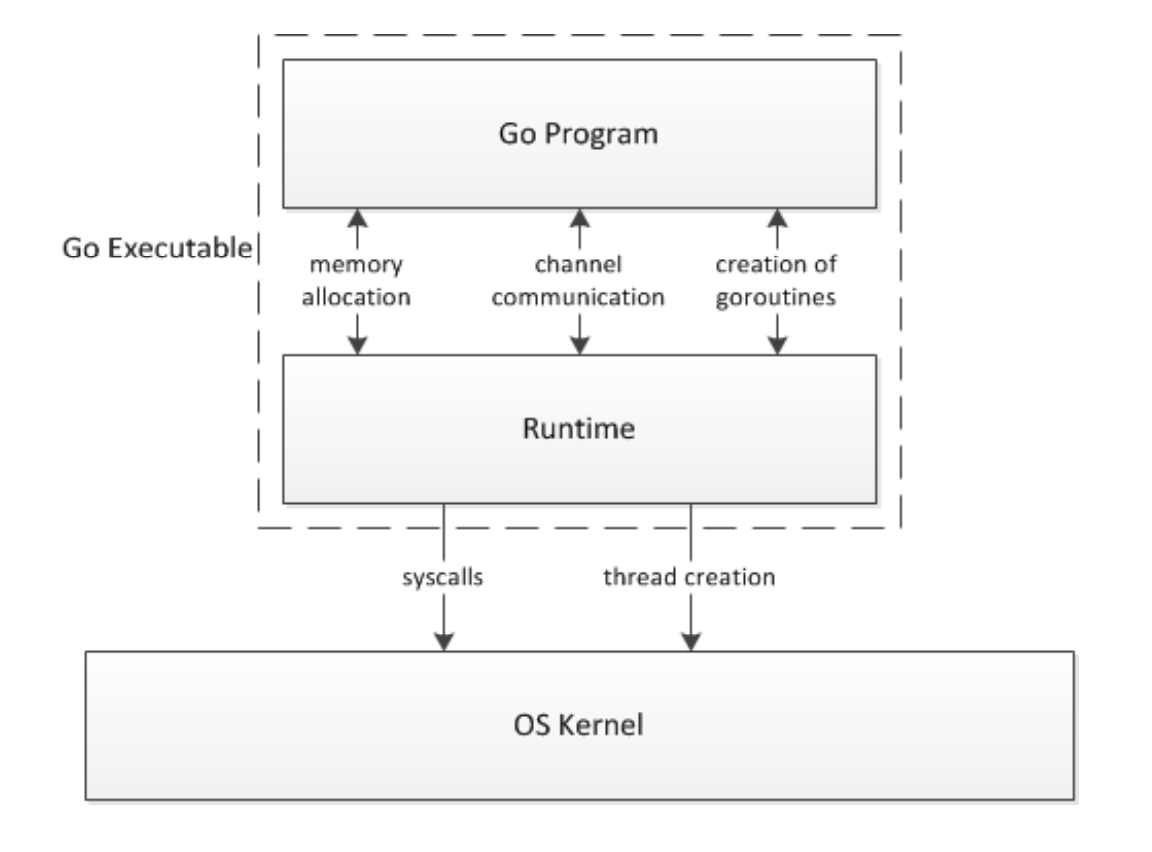 Go Program
Go Executable
memory
allocation
channel
communication
creation of
goroutines
Runtime
syscalls
thread creation
OS Kernel